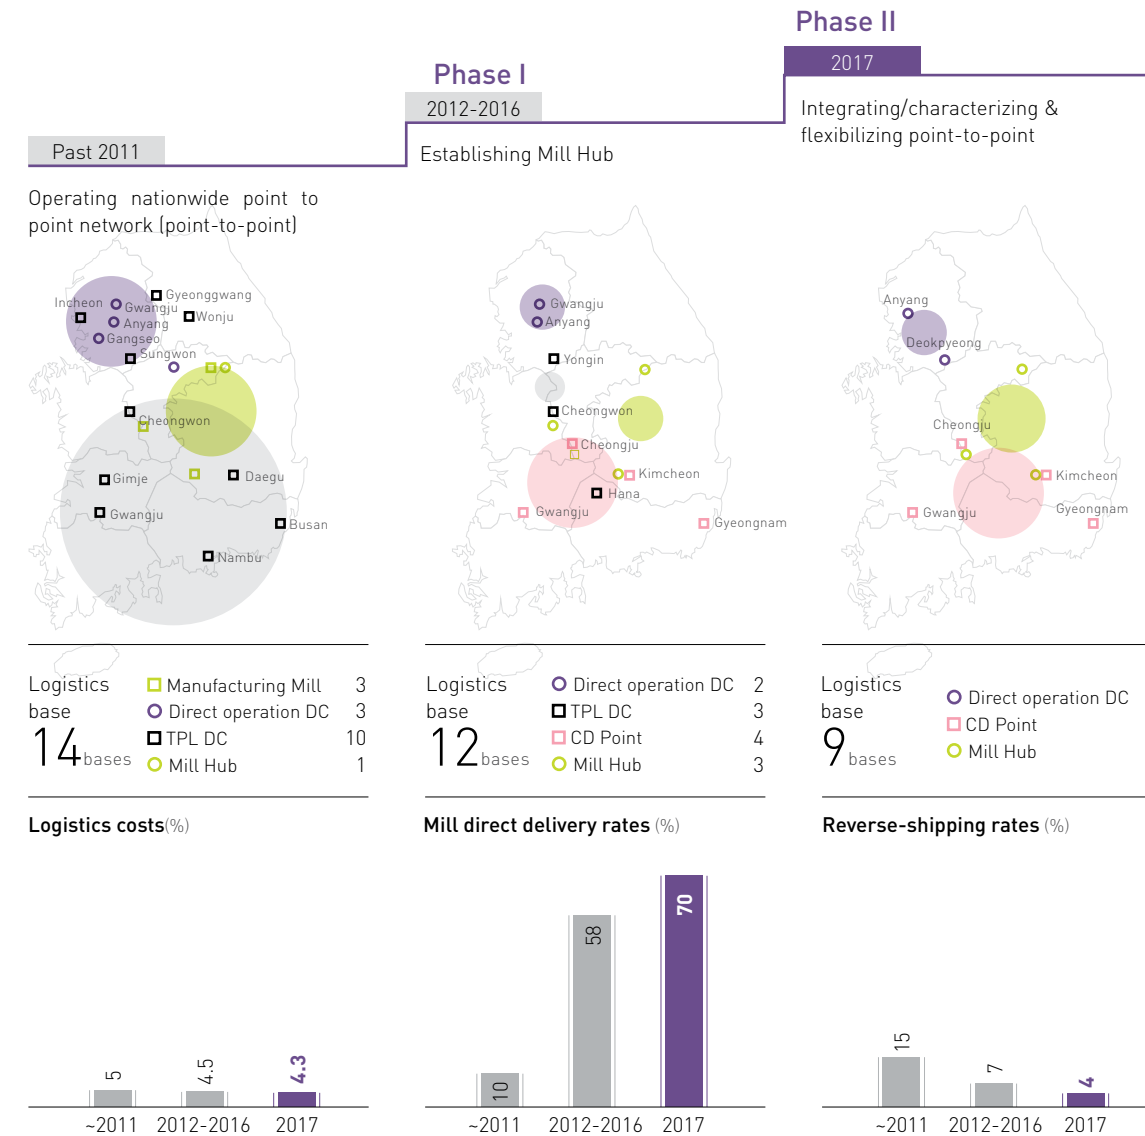 Phase II
2017
Integrating/characterizing &
flexibilizing point-to-point
Phase I
2012-2016
Establishing Mill Hub
Past 2011
Operating nationwide point to
point network (point-to-point)
Incheon
Gyeonggwang
Gwangju
Wonju
Anyang
Gangseo
Sungwon
Cheongwon
Gimje
Daegu
Gwangju
Busan
Nambu
Gwangju
Anyang
Yongin
Cheongwon
Cheongju
Kimcheon
Hana
Gwangju
Gyeongnam
Anyang
Deokpyeong
Cheongju
Kimcheon
Gwangju
Gyeongnam
Logistics
base
14 bases
Manufacturing Mill 3
Direct operation DC 3
TPL DC 10
Mill Hub 1
Logistics
base
12 bases
Direct operation DC 2
TPL DC 3
CD Point 4
Mill Hub 3
Logistics
base
9 bases
Direct operation DC
CD Point
Mill Hub
Logistics costs(%)
5
4.5
4.3
~2011 2012-2016 2017
Mill direct delivery rates (%)
10
58
70
~2011 2012-2016 2017
Reverse-shipping rates (%)
15
7
4
~2011 2012-2016 2017